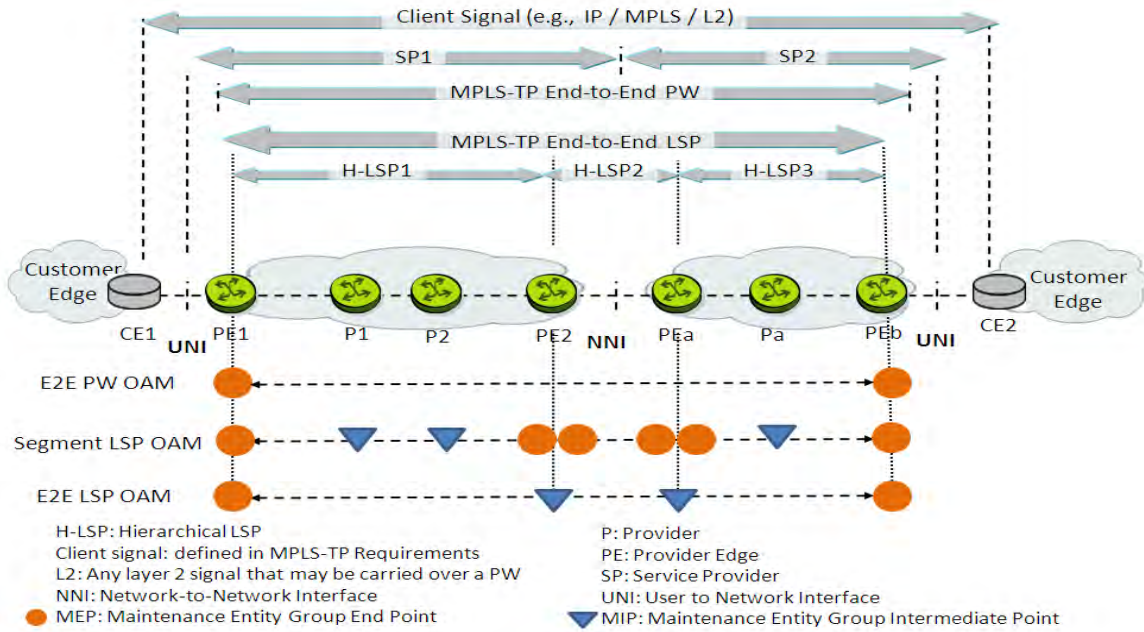 Client Signal (e.g., IP / MPLS / L2)
SP1 SP2
MPLS-TP End-to-End PW
MPLS-TP End-to-End LSP
H-LSP1 H-LSP2 H-LSP3
Customer Edge
Customer Edge
CE1 UNI PE1 P1 P2 PE2 NNI PEa Pa PEb UNI CE2
E2E PW OAM
Segment LSP OAM
E2E LSP OAM
H-LSP: Hierarchical LSP
Client signal: defined in MPLS-TP Requirements
L2: Any layer 2 signal that may be carried over a PW
NNI: Network-to-Network Interface
MEP: Maintenance Entity Group End Point
P: Provider
PE: Provider Edge
SP: Service Provider
UNI: User to Network Interface
MIP: Maintenance Entity Group Intermediate Point